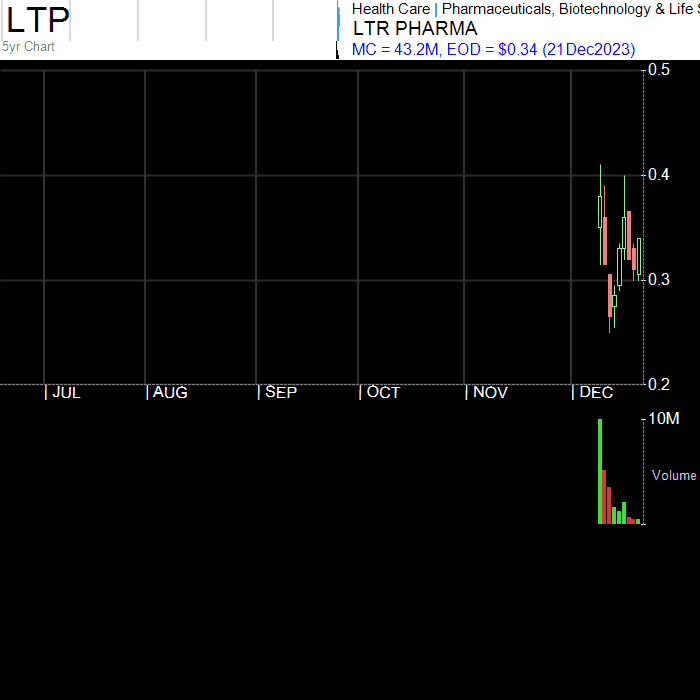 LTP
5yr Chart
Health Care | Pharmaceuticals, Biotechnology & Life
LTR PHARMA
MC = 43.2M, EOD = $0.34 (21Dec2023)
0.5
0.4
0.3
0.2
| JUL | AUG | SEP | OCT | NOV | DEC
10M
Volume